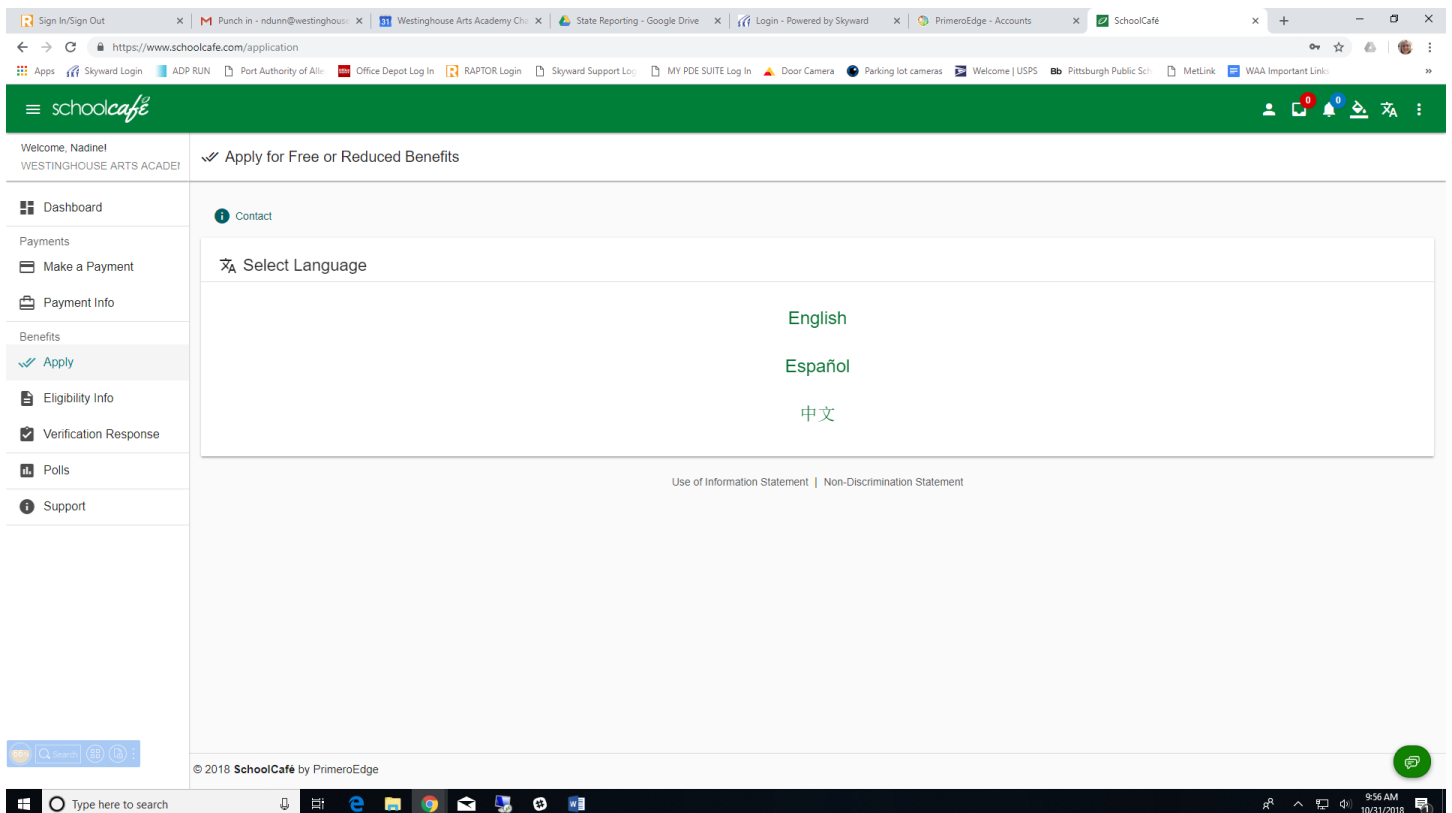 Sign In/Sign Out
Punch in - ndunn@westinghouse
Westinghouse Arts Academy Cha
State Reporting - Google Drive
Login - Powered by Skyward
PrimeroEdge - Accounts
SchoolCafé
https://www.schoolcafe.com/application
Apps Skyward Login ADP RUN Port Authority of Alle Office Depot Log In RAPTOR Login Skyward Support Log MY PDE SUITE Log In Door Camera Parking lot cameras Welcome | USPS Bb Pittsburgh Public Sch MetLink WAA Important Links »
schoolcafé
0 0
Welcome, Nadine!
WESTINGHOUSE ARTS ACADEM
Apply for Free or Reduced Benefits
Dashboard
Payments
Make a Payment
Payment Info
Benefits
Apply
Eligibility Info
Verification Response
Polls
Support
Contact
Select Language
English
Español
中文
Use of Information Statement | Non-Discrimination Statement
Search
© 2018 SchoolCafé by PrimeroEdge
Type here to search
9:56 AM
10/31/2018